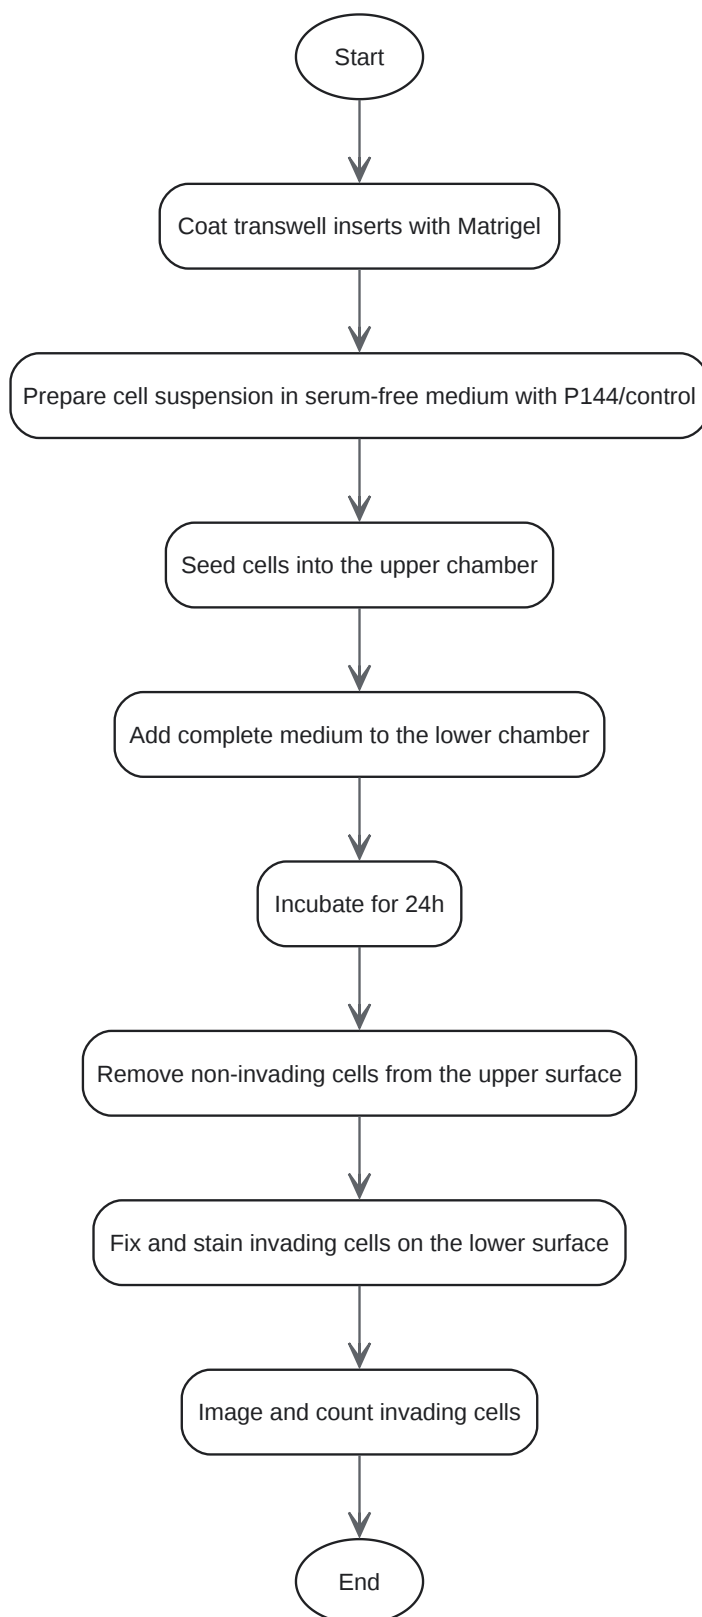 Start
Coat transwell inserts with Matrigel
Prepare cell suspension in serum-free medium with P144/control
Seed cells into the upper chamber
Add complete medium to the lower chamber
Incubate for 24h
Remove non-invading cells from the upper surface
Fix and stain invading cells on the lower surface
Image and count invading cells
End